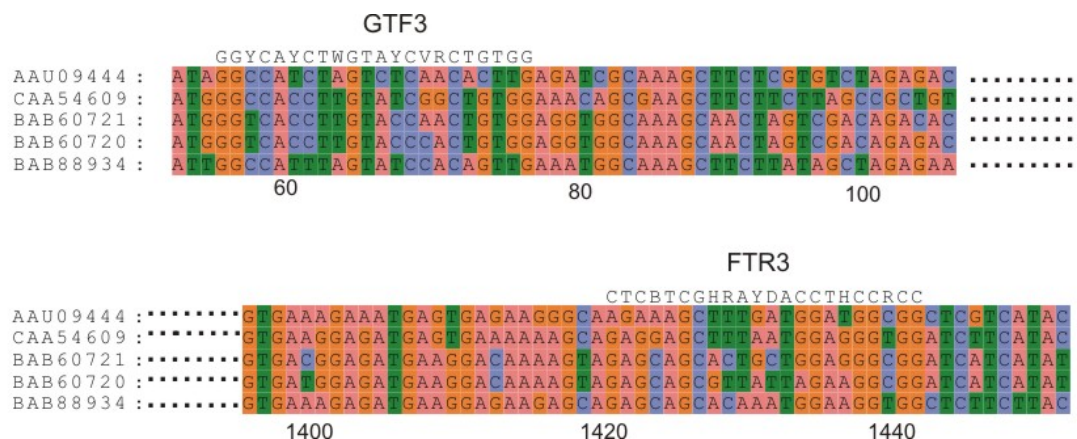 GTF3
GGYCAYCTWGTAYCVRCTGTGG
AAU09444 : ATAGGCCATCTAGTCTCAACACTTGAGATCGCAAAGCTTCTCGTGTCTAGAGAC .........
CAA54609 : ATGGGCCACCTTGTATCGGCTGTGGAAACAGCGAAGCTTCTTCTTAGCCGCTGT .........
BAB60721 : ATGGGTCACCTTGTACCAACTGTGGAGGTGGCAAAGCAACTAGTCGACAGACAC .........
BAB60720 : ATGGGTCACCTTGTACCCACTGTGGAGGTGGCAAAGCAACTAGTCGACAGAGAC .........
BAB88934 : ATTGGCCATTTAGTATCCACAGTTGAAATGGCAAAGCTTCTTATAGCTAGAGAA .........
60 80 100
FTR3
CTCBTCGHRAYDACCTHCCRCC
AAU09444 :........GTGAAAGAAATGAGTGAGAAGGGCAAGAAAGCTTTGATGGATGGCGGCTCGTCATAC
CAA54609 :........GTGAAGGAGATGAGTGAAAAAAGCAGAGGAGCTTTAATGGAGGGTGGATCTTCATAC
BAB60721 :........GTGACGGAGATGAAGGACAAAAGTAGAGCAGCACTGCTGGAGGGCGGATCATCATAT
BAB60720 :........GTGATGGAGATGAAGGACAAAAGTAGAGCAGCGTTATTAGAAGGCGGATCATCATAT
BAB88934 :........GTGAAAGAGATGAAGGAGAAGAGCAGAGCAGCACAAATGGAAGGTGGCTCTTCTTAC
1400 1420 1440